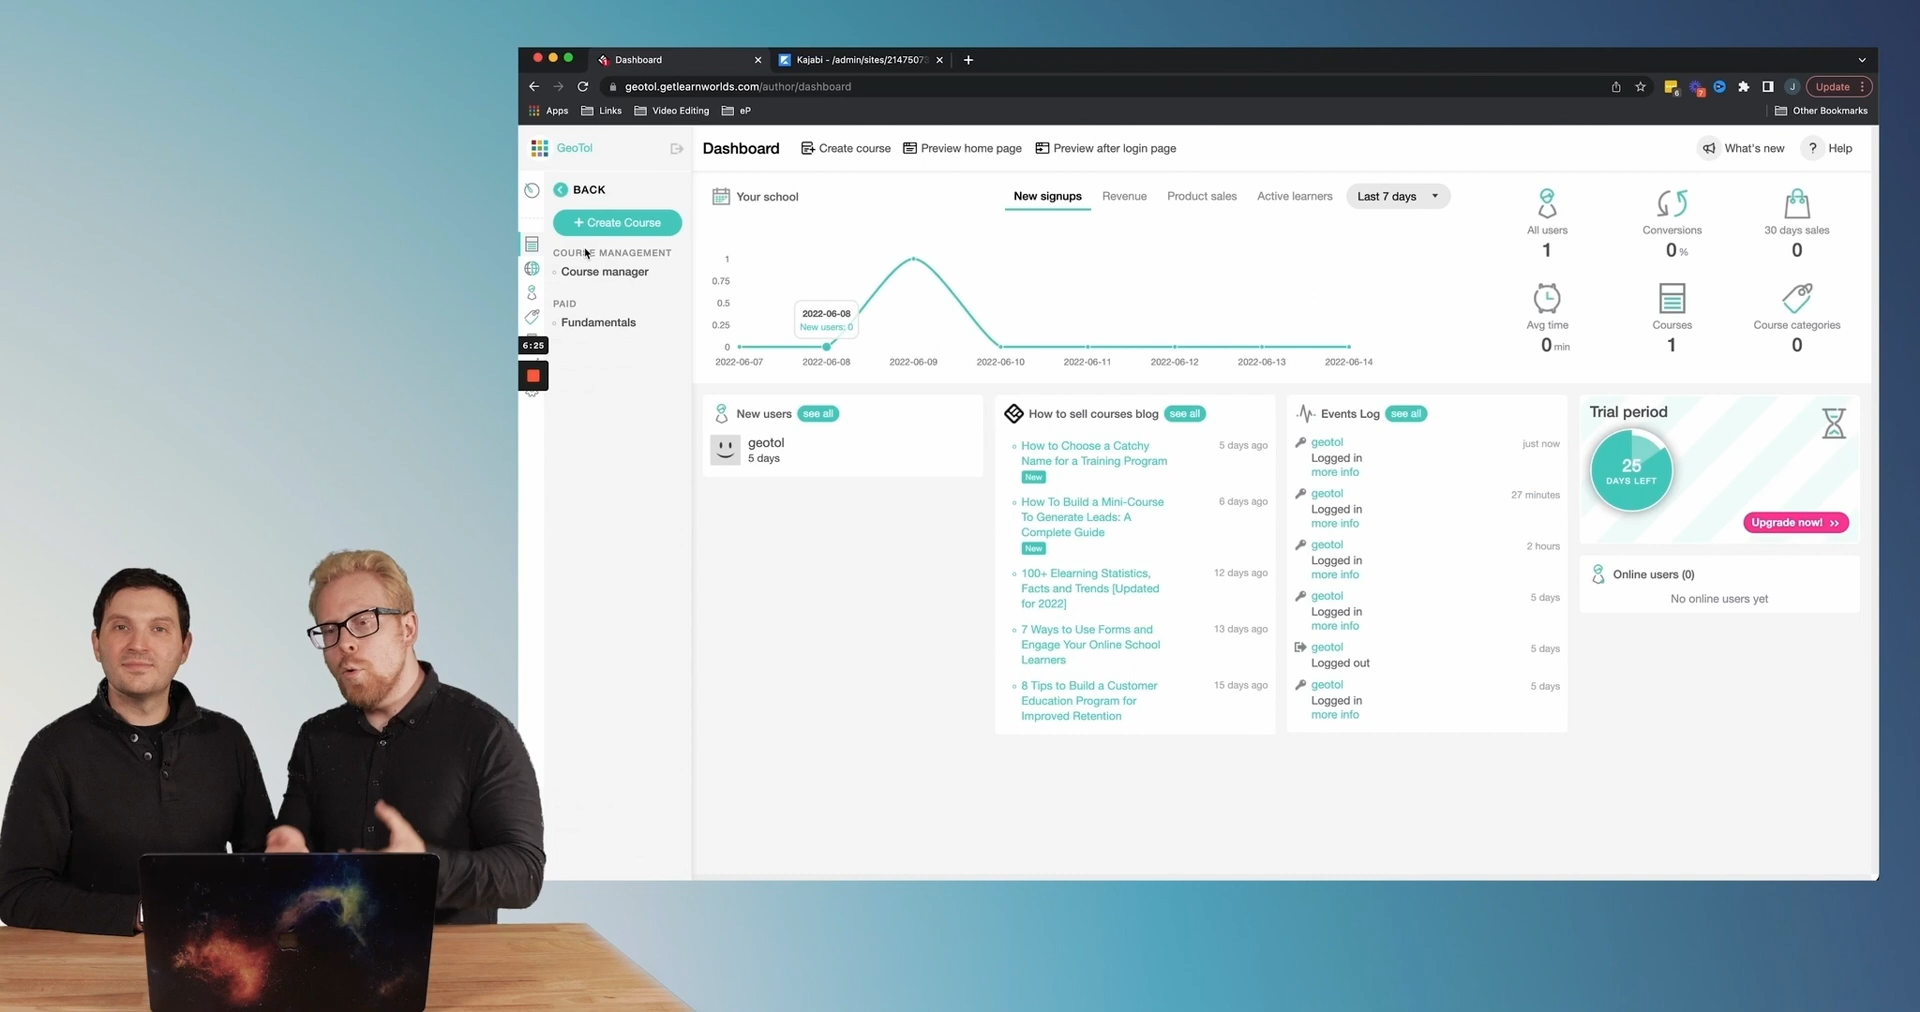 Dashboard
Kajabi - /admin/sites/2147507
geotol.getlearnworlds.com/author/dashboard
6
7
J
Update
Apps
Links
Video Editing
eP
Other Bookmarks
GeoTol
Dashboard
Create course
Preview home page
Preview after login page
What's new
? Help
BACK
+ Create Course
COURSE MANAGEMENT
Course manager
PAID
Fundamentals
6:25
Your school
New signups
Revenue
Product sales
Active learners
Last 7 days
1
0.75
0.5
0.25
0
2022-06-08
New users: 0
2022-06-07
2022-06-08
2022-06-09
2022-06-10
2022-06-11
2022-06-12
2022-06-13
2022-06-14
All users
1
Conversions
0 %
30 days sales
0
Avg time
0 min
Courses
1
Course categories
0
New users see all
geotol
5 days
How to sell courses blog see all
How to Choose a Catchy
Name for a Training Program
New
5 days ago
How To Build a Mini-Course
To Generate Leads: A
Complete Guide
New
6 days ago
100+ Elearning Statistics,
Facts and Trends [Updated
for 2022]
12 days ago
7 Ways to Use Forms and
Engage Your Online School
Learners
13 days ago
8 Tips to Build a Customer
Education Program for
Improved Retention
15 days ago
Events Log see all
geotol
Logged in
more info
just now
geotol
Logged in
more info
27 minutes
geotol
Logged in
more info
2 hours
geotol
Logged in
more info
5 days
geotol
Logged out
5 days
geotol
Logged in
more info
5 days
Trial period
25
DAYS LEFT
Upgrade now! >>
Online users (0)
No online users yet